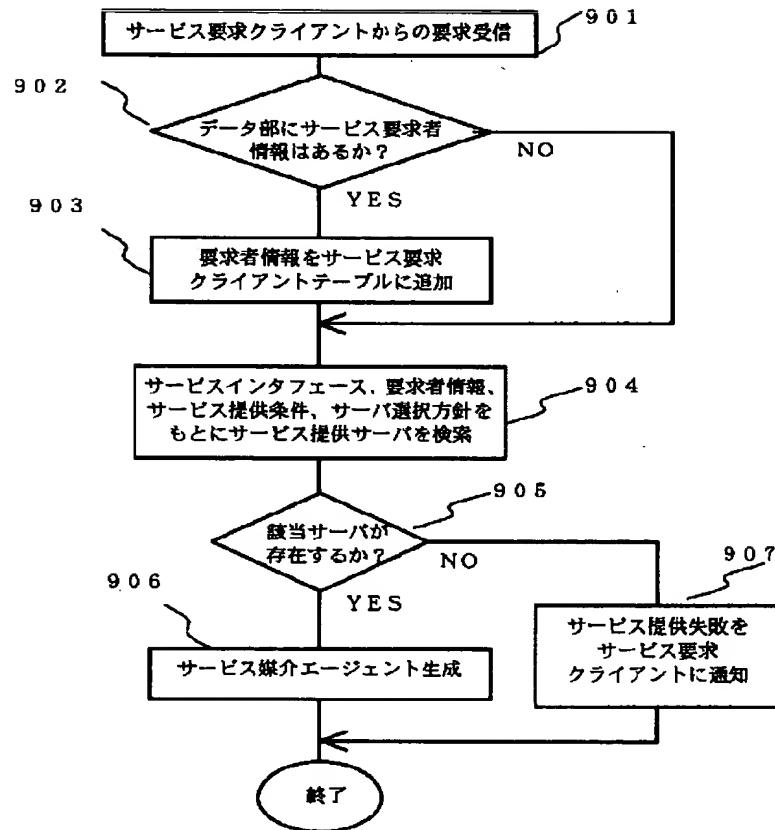 サービス要求クライアントからの要求受信
901
902
データ部にサービス要求者
情報はあるか?
NO
YES
903
要求者情報をサービス要求
クライアントテーブルに追加
サービスインタフェース、要求者情報、
サービス提供条件、サーバ選択方針を
もとにサービス提供サーバを検索
904
905
該当サーバが
存在するか?
NO
907
906
YES
サービス提供失敗を
サービス要求
クライアントに通知
サービス媒介エージェント生成
終了